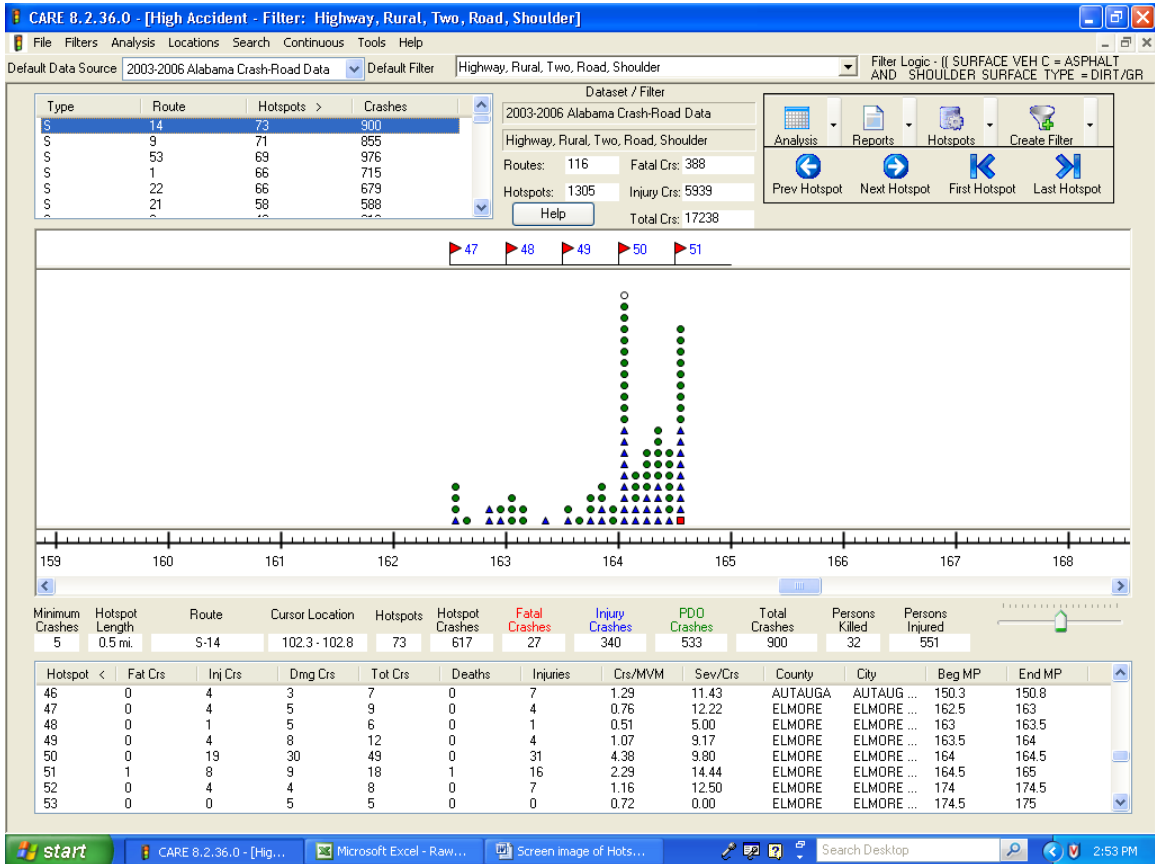 CARE 8.2.36.0 - [High Accident - Filter: Highway, Rural, Two, Road, Shoulder]
File Filters Analysis Locations Search Continuous Tools Help
Default Data Source 2003-2006 Alabama Crash-Road Data Default Filter Highway, Rural, Two, Road, Shoulder Filter Logic - (( SURFACE VEH C = ASPHALT
AND SHOULDER SURFACE TYPE = DIRT/GR
Type Route Hotspots > Crashes
S 14 73 900
S 9 71 855
S 53 69 976
S 1 66 715
S 22 66 679
S 21 58 588
Dataset / Filter
2003-2006 Alabama Crash-Road Data
Highway, Rural, Two, Road, Shoulder
Routes: 116 Fatal Crs: 388
Hotspots: 1305 Injury Crs: 5939
Help Total Crs: 17238
Analysis Reports Hotspots Create Filter
Prev Hotspot Next Hotspot First Hotspot Last Hotspot
47 48 49 50 51
159 160 161 162 163 164 165 166 167 168
Minimum Crashes Hotspot Length Route Cursor Location Hotspots Hotspot Crashes Fatal Crashes Injury Crashes PDO Crashes Total Crashes Persons Killed Persons Injured
5 0.5 mi. S-14 102.3 - 102.8 73 617 27 340 533 900 32 551
Hotspot < Fat Crs Inj Crs Dmg Crs Tot Crs Deaths Injuries Crs/MVM Sev/Crs County City Beg MP End MP
46 0 4 3 7 0 7 1.29 11.43 AUTAUGA AUTAUG ... 150.3 150.8
47 0 4 5 9 0 4 0.76 12.22 ELMORE ELMORE ... 162.5 163
48 0 1 5 6 0 1 0.51 5.00 ELMORE ELMORE ... 163 163.5
49 0 4 8 12 0 4 1.07 9.17 ELMORE ELMORE ... 163.5 164
50 0 19 30 49 0 31 4.38 9.80 ELMORE ELMORE ... 164 164.5
51 1 8 9 18 1 16 2.29 14.44 ELMORE ELMORE ... 164.5 165
52 0 4 4 8 0 7 1.16 12.50 ELMORE ELMORE ... 174 174.5
53 0 0 5 5 0 0 0.72 0.00 ELMORE ELMORE ... 174.5 175
start CARE 8.2.36.0 - [Hig... Microsoft Excel - Raw... Screen image of Hots... Search Desktop 2:53 PM